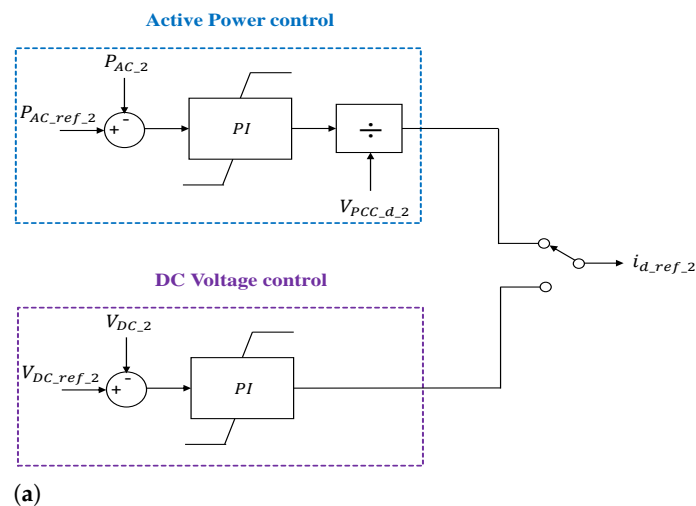 Active Power control
P_AC_2
P_AC_ref_2
+
-
PI
÷
V_PCC_d_2
i_d_ref_2
DC Voltage control
V_DC_2
V_DC_ref_2
+
-
PI
(a)